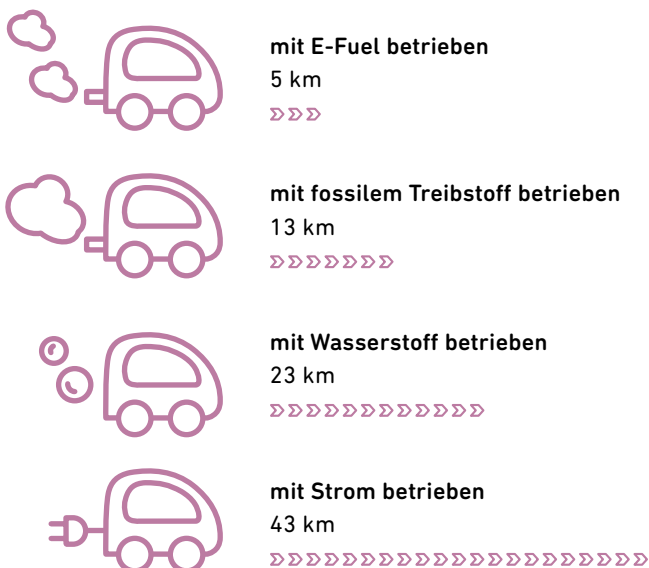 mit E-Fuel betrieben
5 km
mit fossilem Treibstoff betrieben
13 km
mit Wasserstoff betrieben
23 km
mit Strom betrieben
43 km